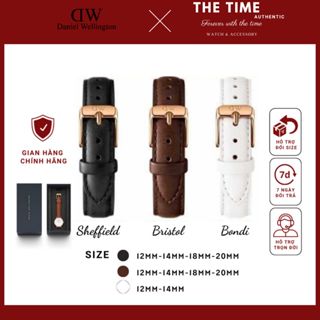 DW
Daniel Wellington
THE TIME
AUTHENTIC
Forever with the time
WATCH & ACCESSORY
GIAN HÀNG
CHÍNH HÃNG
HỖ TRỢ
ĐỔI SIZE
7d
7 NGÀY
ĐỔI TRẢ
HỖ TRỢ
TRỌN ĐỜI
Sheffield
Bristol
Bondi
SIZE
12MM-14MM-18MM-20MM
12MM-14MM-18MM-20MM
12MM-14MM